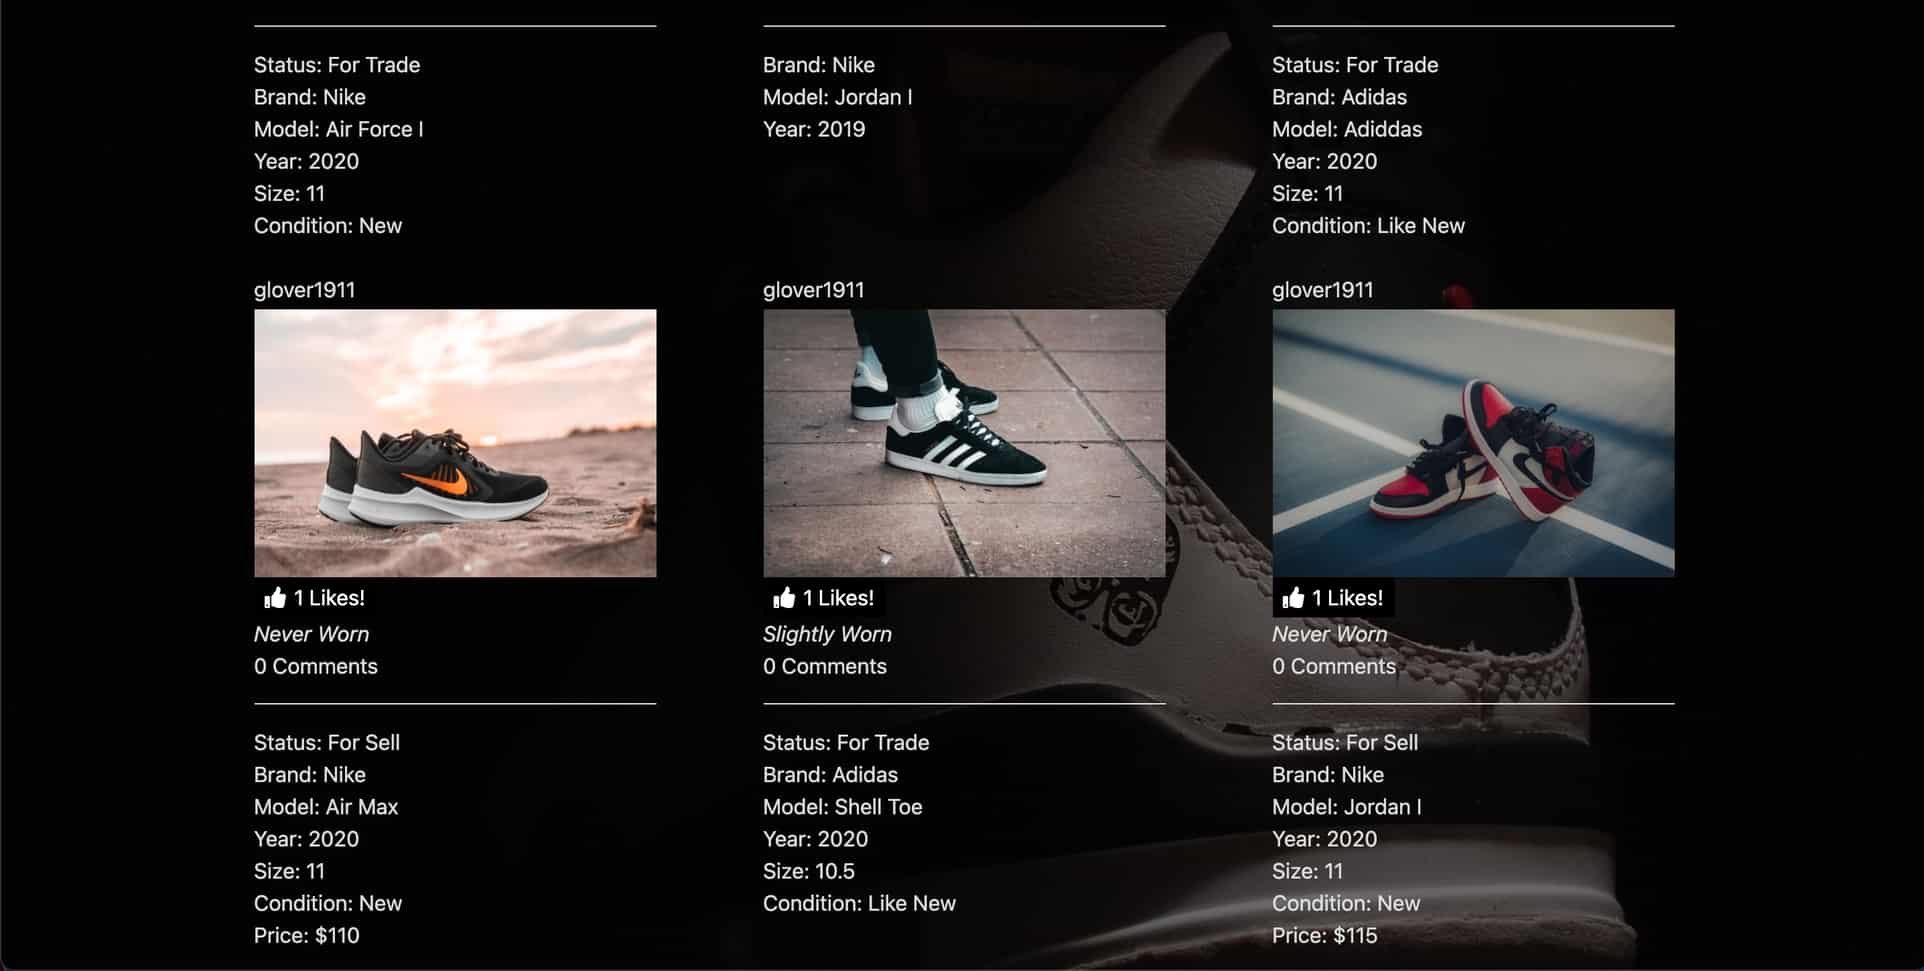 Status: For Trade
Brand: Nike
Model: Air Force I
Year: 2020
Size: 11
Condition: New
Brand: Nike
Model: Jordan I
Year: 2019
Status: For Trade
Brand: Adidas
Model: Adiddas
Year: 2020
Size: 11
Condition: Like New
glover1911
1 Likes!
Never Worn
0 Comments
Status: For Sell
Brand: Nike
Model: Air Max
Year: 2020
Size: 11
Condition: New
Price: $110
glover1911
1 Likes!
Slightly Worn
0 Comments
Status: For Trade
Brand: Adidas
Model: Shell Toe
Year: 2020
Size: 10.5
Condition: Like New
glover1911
1 Likes!
Never Worn
0 Comments
Status: For Sell
Brand: Nike
Model: Jordan I
Year: 2020
Size: 11
Condition: New
Price: $115